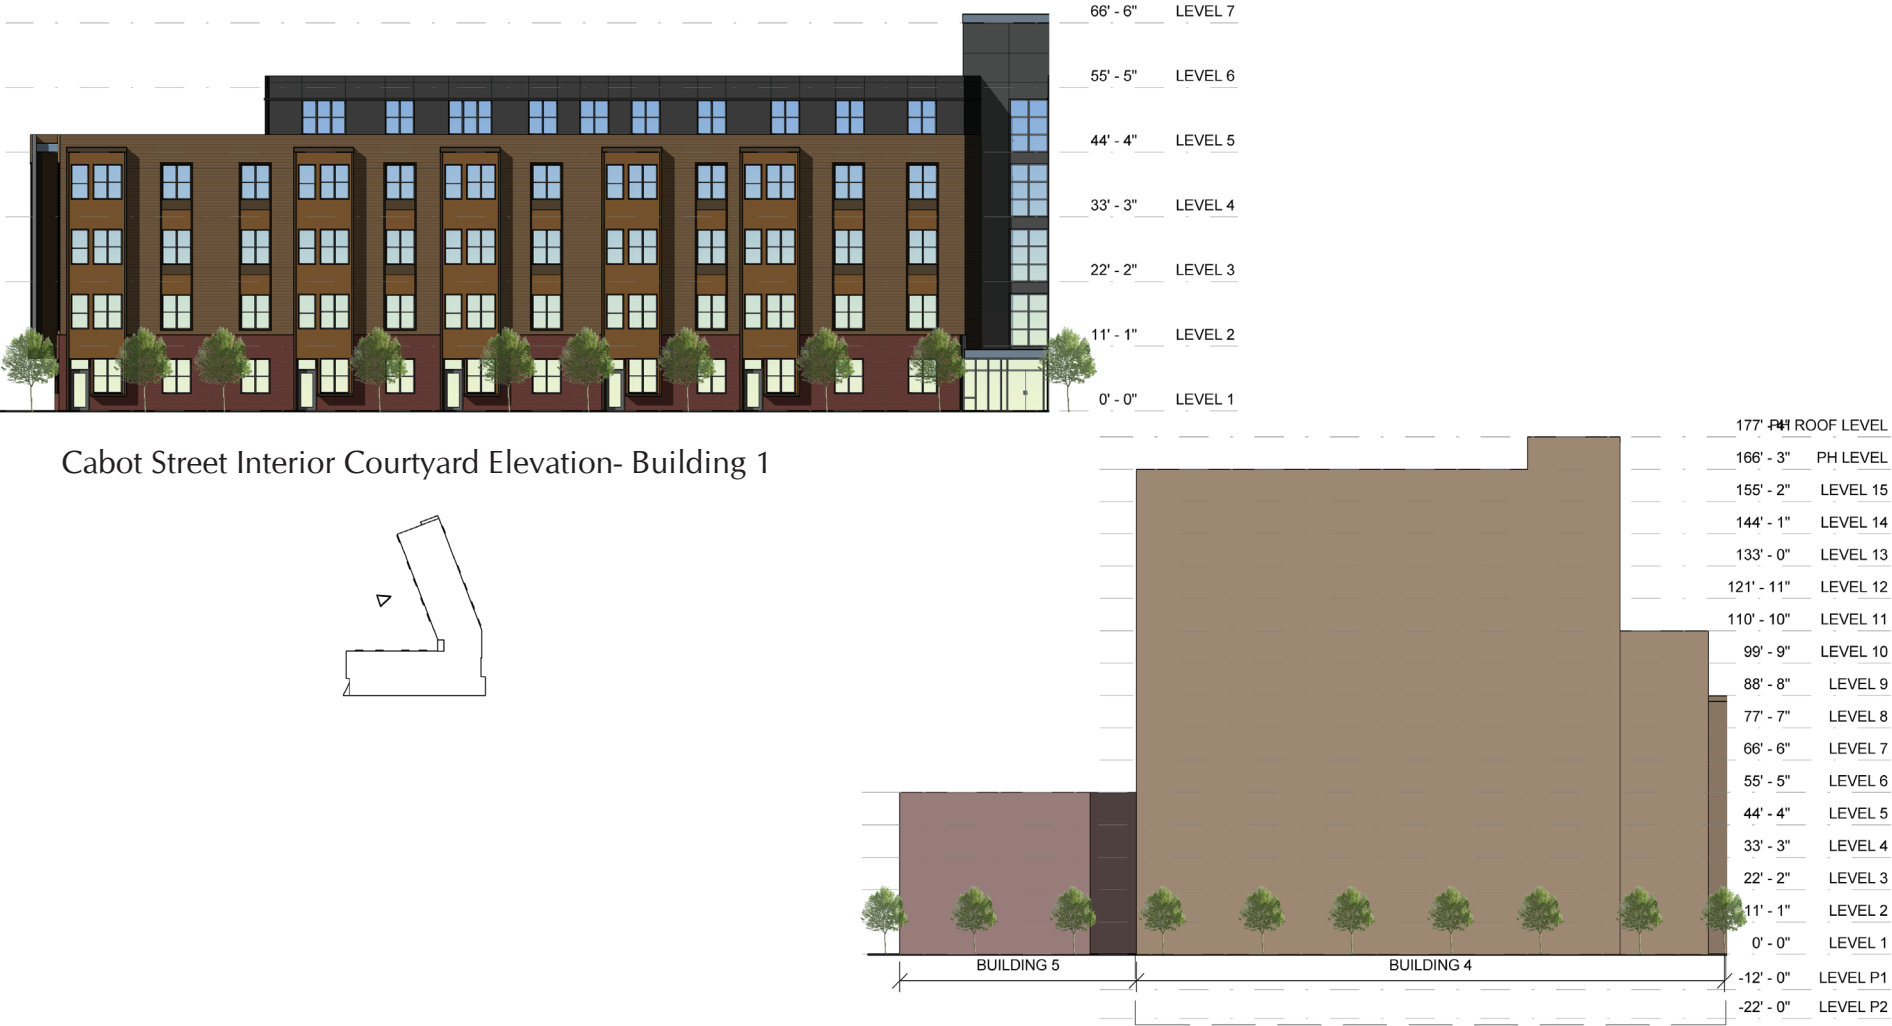 66' - 6" LEVEL 7
55' - 5" LEVEL 6
44' - 4" LEVEL 5
33' - 3" LEVEL 4
22' - 2" LEVEL 3
11' - 1" LEVEL 2
0' - 0" LEVEL 1
Cabot Street Interior Courtyard Elevation- Building 1
177' - 4" PH ROOF LEVEL
166' - 3" PH LEVEL
155' - 2" LEVEL 15
144' - 1" LEVEL 14
133' - 0" LEVEL 13
121' - 11" LEVEL 12
110' - 10" LEVEL 11
99' - 9" LEVEL 10
88' - 8" LEVEL 9
77' - 7" LEVEL 8
66' - 6" LEVEL 7
55' - 5" LEVEL 6
44' - 4" LEVEL 5
33' - 3" LEVEL 4
22' - 2" LEVEL 3
11' - 1" LEVEL 2
0' - 0" LEVEL 1
BUILDING 5 BUILDING 4
-12' - 0" LEVEL P1
-22' - 0" LEVEL P2